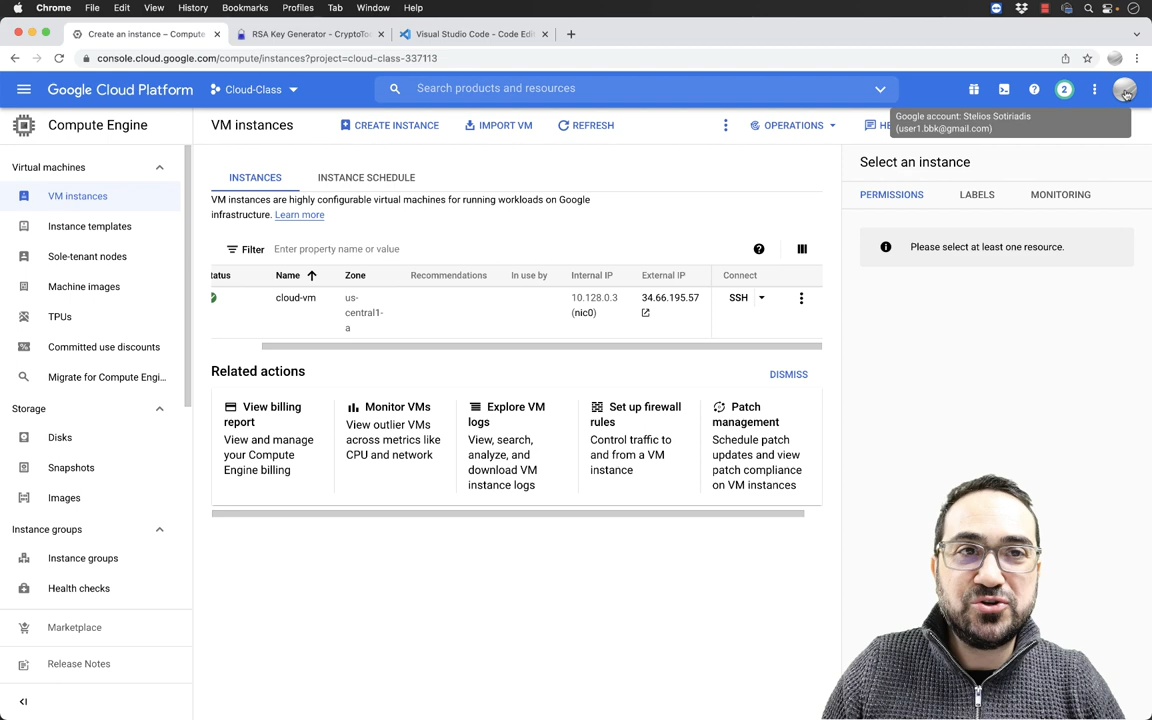 Chrome File Edit View History Bookmarks Profiles Tab Window Help
Create an instance – Compute
RSA Key Generator - CryptoToo
Visual Studio Code - Code Edit
console.cloud.google.com/compute/instances?project=cloud-class-337113
Google Cloud Platform
Cloud-Class
Search products and resources
2
Compute Engine
VM instances
CREATE INSTANCE
IMPORT VM
REFRESH
OPERATIONS
HE
Google account: Stelios Sotiriadis
(user1.bbk@gmail.com)
Virtual machines
VM instances
Instance templates
Sole-tenant nodes
Machine images
TPUs
Committed use discounts
Migrate for Compute Engi...
Storage
Disks
Snapshots
Images
Instance groups
Instance groups
Health checks
Marketplace
Release Notes
INSTANCES
INSTANCE SCHEDULE
VM instances are highly configurable virtual machines for running workloads on Google
infrastructure. Learn more
Filter Enter property name or value
tatus Name Zone Recommendations In use by Internal IP External IP Connect
cloud-vm us- 10.128.0.3 34.66.195.57 SSH
central1- (nic0)
a
Related actions
DISMISS
View billing
report
View and manage
your Compute
Engine billing
Monitor VMs
View outlier VMs
across metrics like
CPU and network
Explore VM
logs
View, search,
analyze, and
download VM
instance logs
Set up firewall
rules
Control traffic to
and from a VM
instance
Patch
management
Schedule patch
updates and view
patch compliance
on VM instances
Select an instance
PERMISSIONS
LABELS
MONITORING
Please select at least one resource.